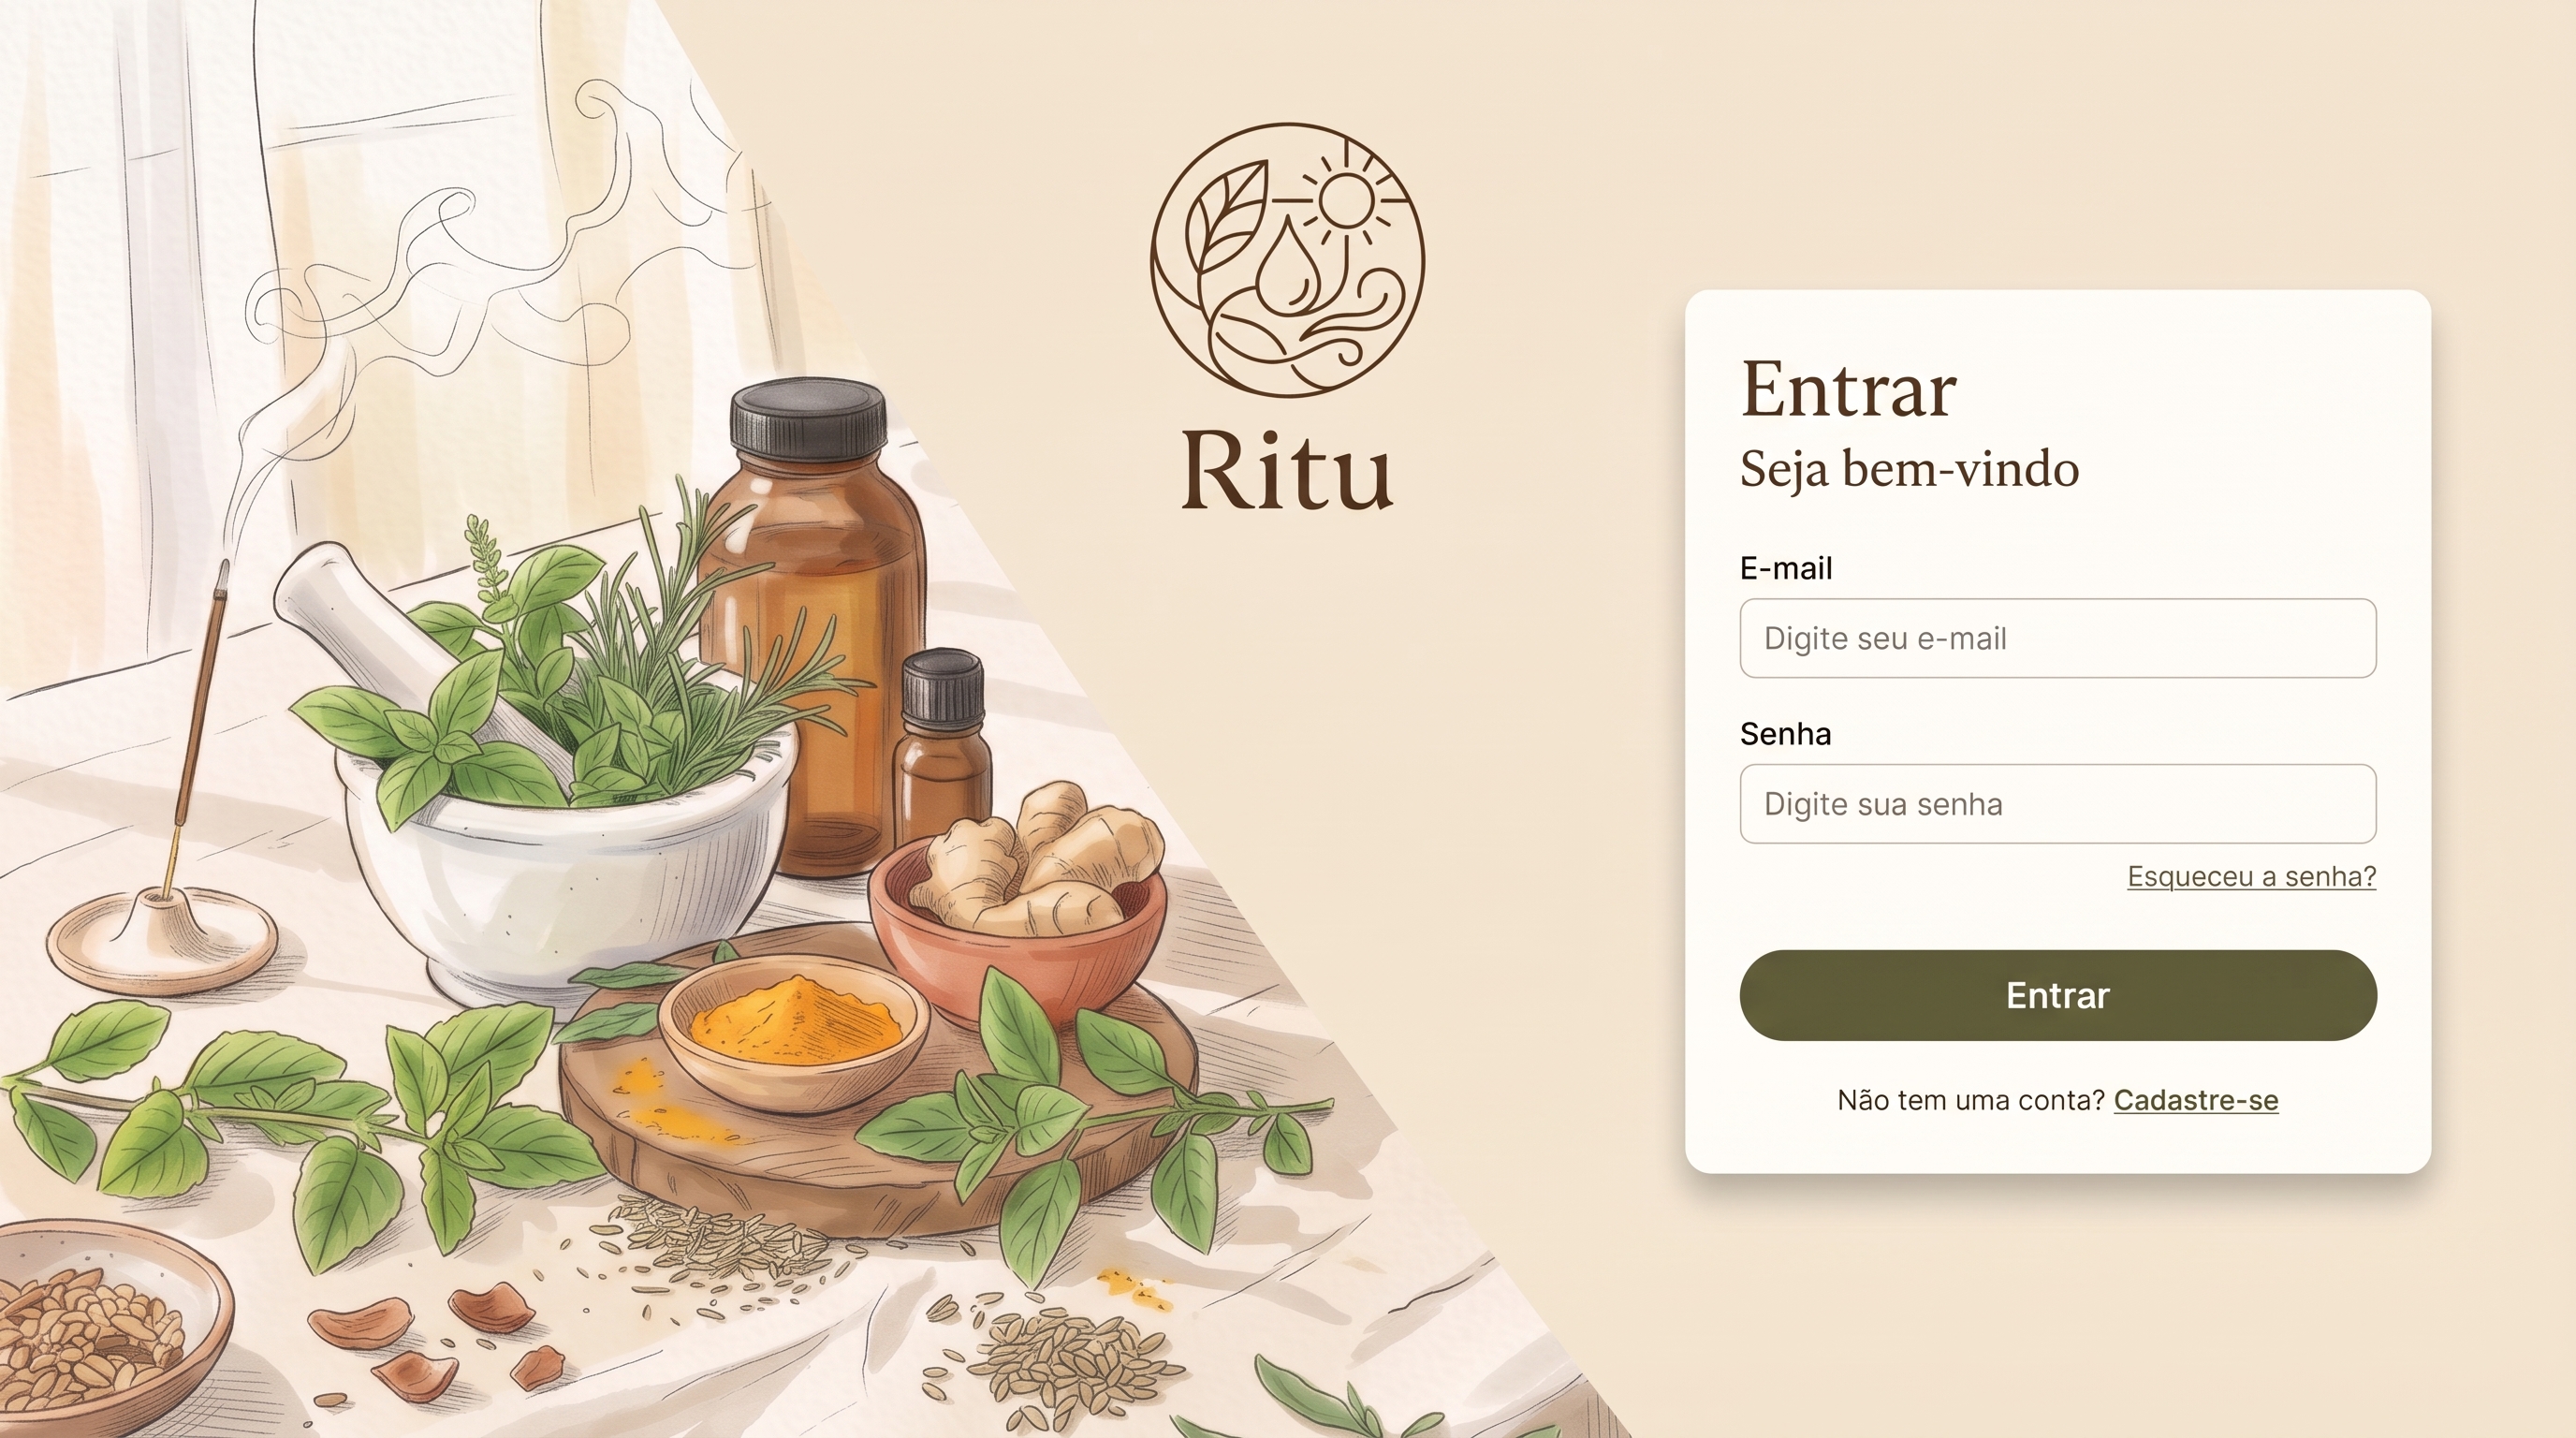 Ritu
Entrar
Seja bem-vindo
E-mail
Digite seu e-mail
Senha
Digite sua senha
Esqueceu a senha?
Entrar
Não tem uma conta? Cadastre-se